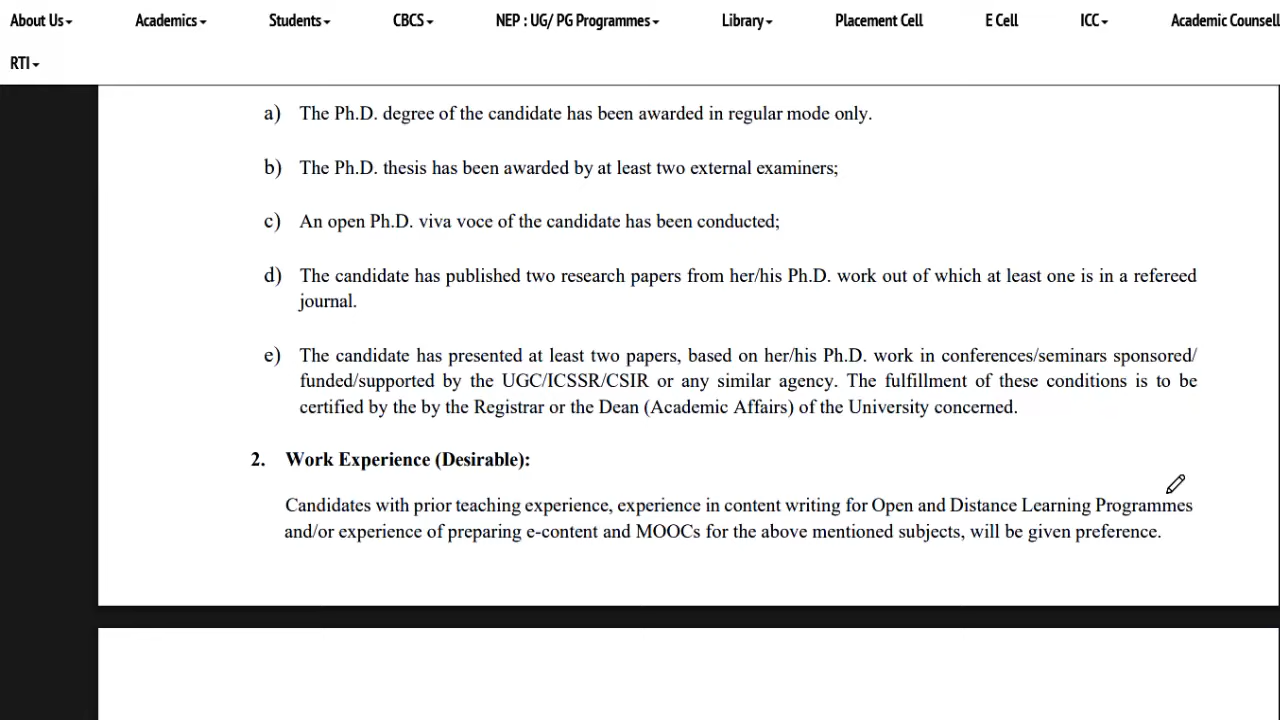 About Us Academics Students CBCS NEP : UG/ PG Programmes Library Placement Cell E Cell ICC Academic Counsell
RTI
a) The Ph.D. degree of the candidate has been awarded in regular mode only.
b) The Ph.D. thesis has been awarded by at least two external examiners;
c) An open Ph.D. viva voce of the candidate has been conducted;
d) The candidate has published two research papers from her/his Ph.D. work out of which at least one is in a refereed
journal.
e) The candidate has presented at least two papers, based on her/his Ph.D. work in conferences/seminars sponsored/
funded/supported by the UGC/ICSSR/CSIR or any similar agency. The fulfillment of these conditions is to be
certified by the by the Registrar or the Dean (Academic Affairs) of the University concerned.
2. Work Experience (Desirable):
Candidates with prior teaching experience, experience in content writing for Open and Distance Learning Programmes
and/or experience of preparing e-content and MOOCs for the above mentioned subjects, will be given preference.